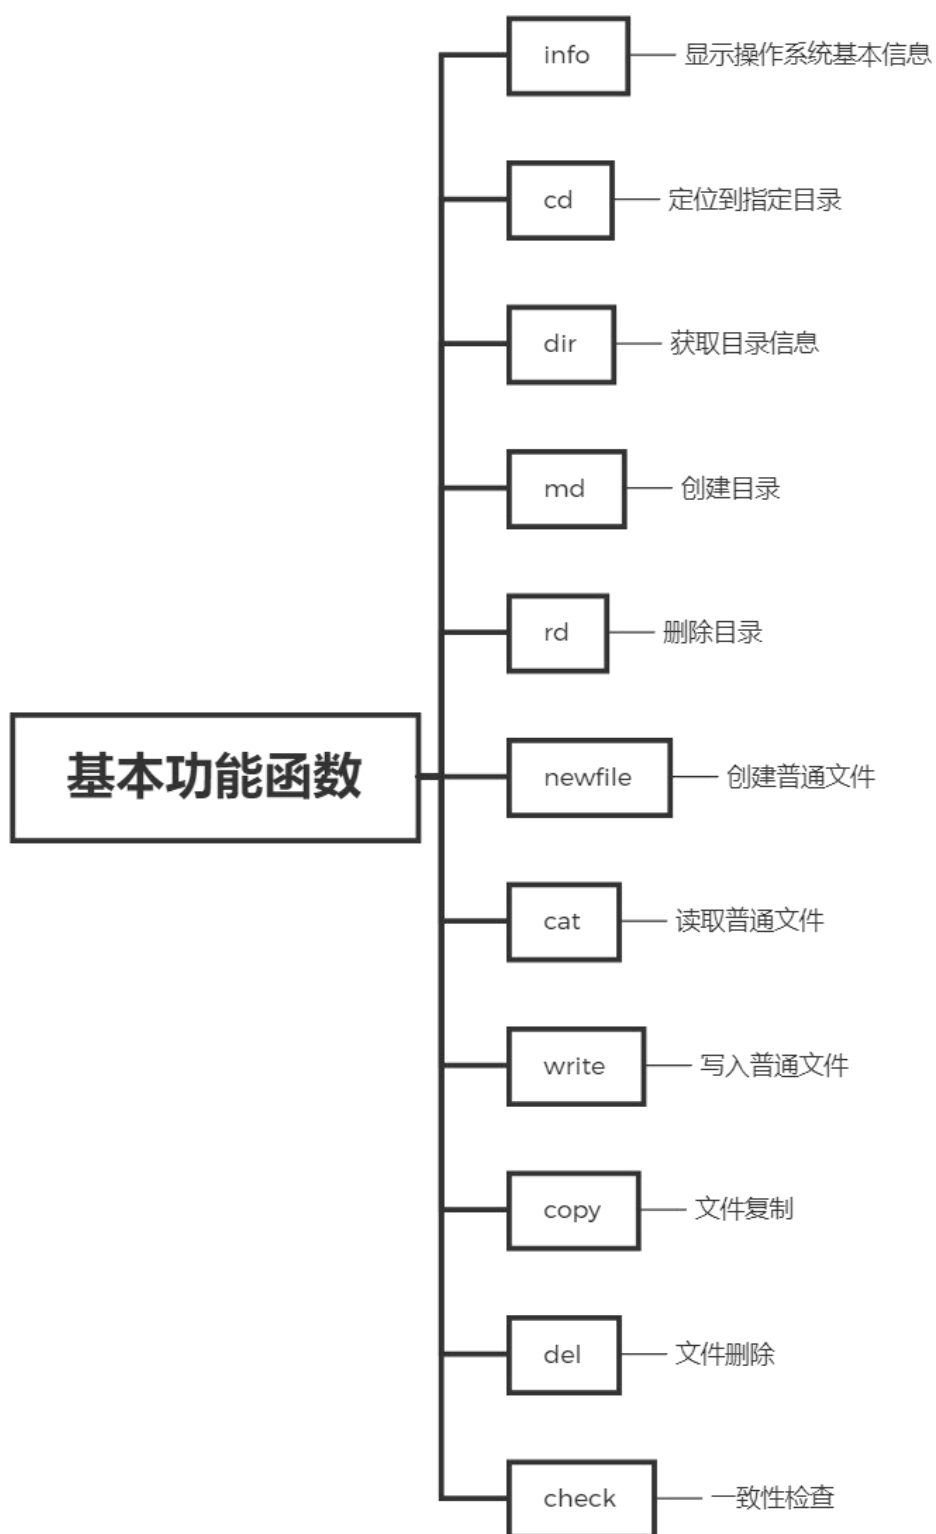 info 显示操作系统基本信息
cd 定位到指定目录
dir 获取目录信息
md 创建目录
rd 删除目录
基本功能函数
newfile 创建普通文件
cat 读取普通文件
write 写入普通文件
copy 文件复制
del 文件删除
check 一致性检查